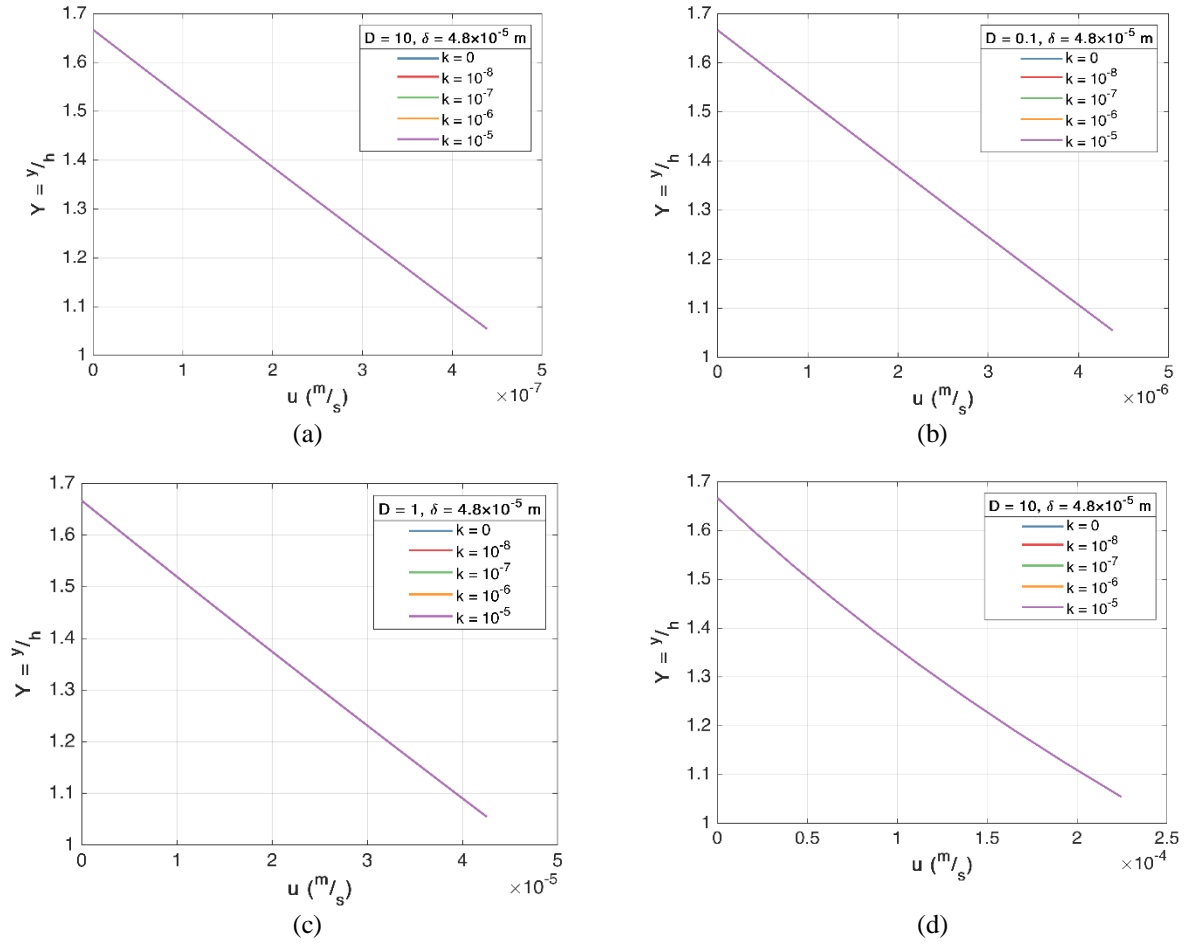 1.7
1.6
1.5
1.4
1.3
1.2
1.1
1
Y = y/h
D = 10, δ = 4.8×10⁻⁵ m
k = 0
k = 10⁻⁸
k = 10⁻⁷
k = 10⁻⁶
k = 10⁻⁵
0 1 2 3 4 5
×10⁻⁷
u (m/s)
(a)
1.7
1.6
1.5
1.4
1.3
1.2
1.1
1
Y = y/h
D = 0.1, δ = 4.8×10⁻⁵ m
k = 0
k = 10⁻⁸
k = 10⁻⁷
k = 10⁻⁶
k = 10⁻⁵
0 1 2 3 4 5
×10⁻⁶
u (m/s)
(b)
1.7
1.6
1.5
1.4
1.3
1.2
1.1
1
Y = y/h
D = 1, δ = 4.8×10⁻⁵ m
k = 0
k = 10⁻⁸
k = 10⁻⁷
k = 10⁻⁶
k = 10⁻⁵
0 1 2 3 4 5
×10⁻⁵
u (m/s)
(c)
1.7
1.6
1.5
1.4
1.3
1.2
1.1
1
Y = y/h
D = 10, δ = 4.8×10⁻⁵ m
k = 0
k = 10⁻⁸
k = 10⁻⁷
k = 10⁻⁶
k = 10⁻⁵
0 0.5 1 1.5 2 2.5
×10⁻⁴
u (m/s)
(d)